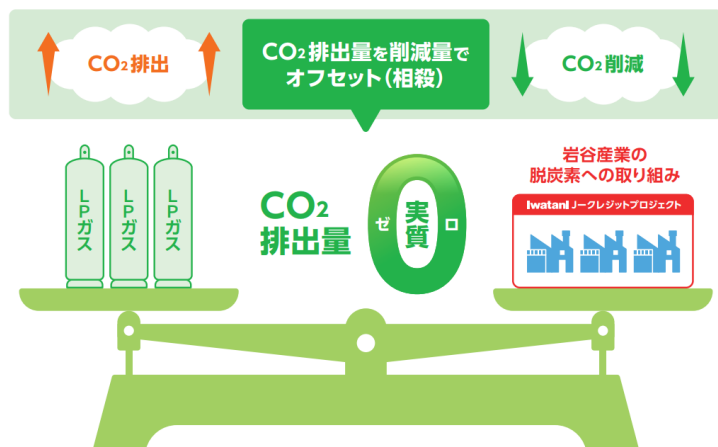 CO2排出
CO2排出量を削減量で
オフセット(相殺)
CO2削減
LPガス
LPガス
LPガス
CO2
排出量
実質
ゼロ
岩谷産業の
脱炭素への取り組み
Iwatani Jークレジットプロジェクト